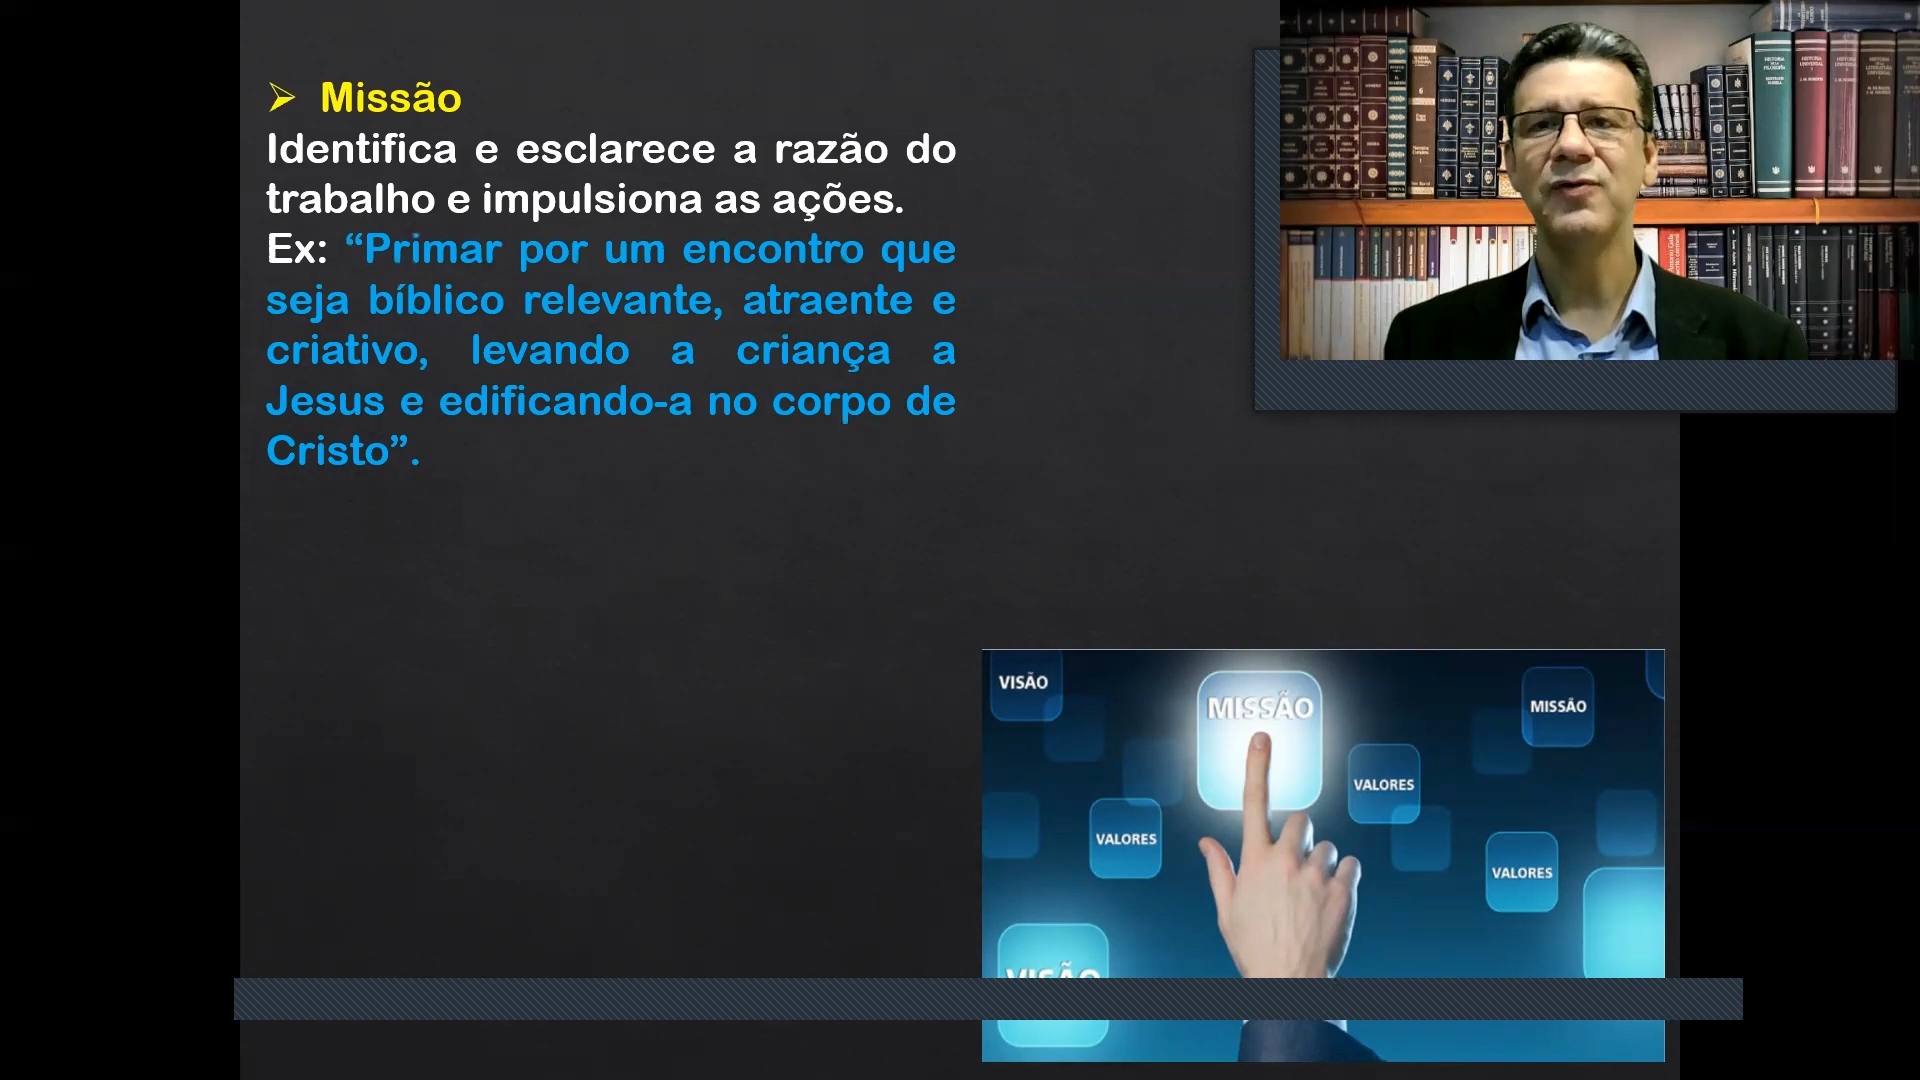 ➢ Missão
Identifica e esclarece a razão do
trabalho e impulsiona as ações.
Ex: “Primar por um encontro que
seja bíblico relevante, atraente e
criativo, levando a criança a
Jesus e edificando-a no corpo de
Cristo”.
VISÃO
MISSÃO
MISSÃO
VALORES
VALORES
VALORES
VISÃO